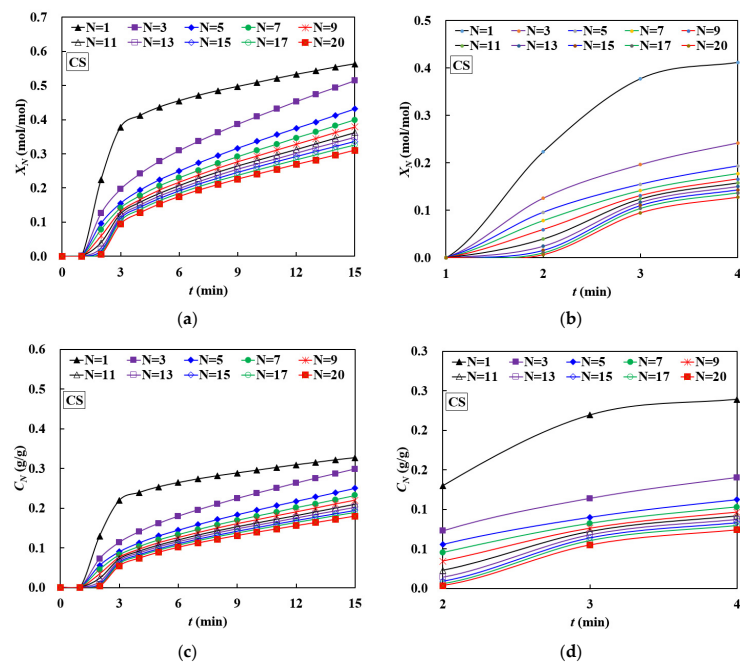 0.7
0.6
0.5
0.4
0.3
0.2
0.1
0.0
X_N (mol/mol)
N=1 N=3 N=5 N=7 N=9
N=11 N=13 N=15 N=17 N=20
CS
0 3 6 9 12 15
t (min)
(a)
0.5
0.4
0.3
0.2
0.1
0.0
X_N (mol/mol)
N=1 N=3 N=5 N=7 N=9
N=11 N=13 N=15 N=17 N=20
CS
1 2 3 4
t (min)
(b)
0.6
0.5
0.4
0.3
0.2
0.1
0.0
C_N (g/g)
N=1 N=3 N=5 N=7 N=9
N=11 N=13 N=15 N=17 N=20
CS
0 3 6 9 12 15
t (min)
(c)
0.3
0.3
0.2
0.2
0.1
0.1
0.0
C_N (g/g)
N=1 N=3 N=5 N=7 N=9
N=11 N=13 N=15 N=17 N=20
CS
2 3 4
t (min)
(d)